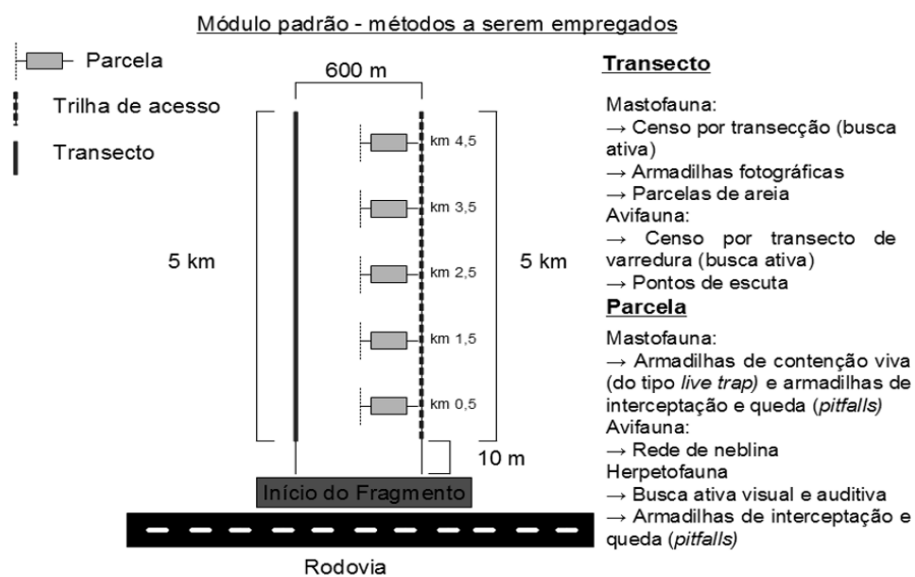 Módulo padrão - métodos a serem empregados
Parcela
Trilha de acesso
Transecto
600 m
5 km
km 4,5
km 3,5
km 2,5
km 1,5
km 0,5
5 km
10 m
Início do Fragmento
Rodovia
Transecto
Mastofauna:
→ Censo por transecção (busca
ativa)
→ Armadilhas fotográficas
→ Parcelas de areia
Avifauna:
→ Censo por transecto de
varredura (busca ativa)
→ Pontos de escuta
Parcela
Mastofauna:
→ Armadilhas de contenção viva
(do tipo live trap) e armadilhas de
interceptação e queda (pitfalls)
Avifauna:
→ Rede de neblina
Herpetofauna
→ Busca ativa visual e auditiva
→ Armadilhas de interceptação e
queda (pitfalls)